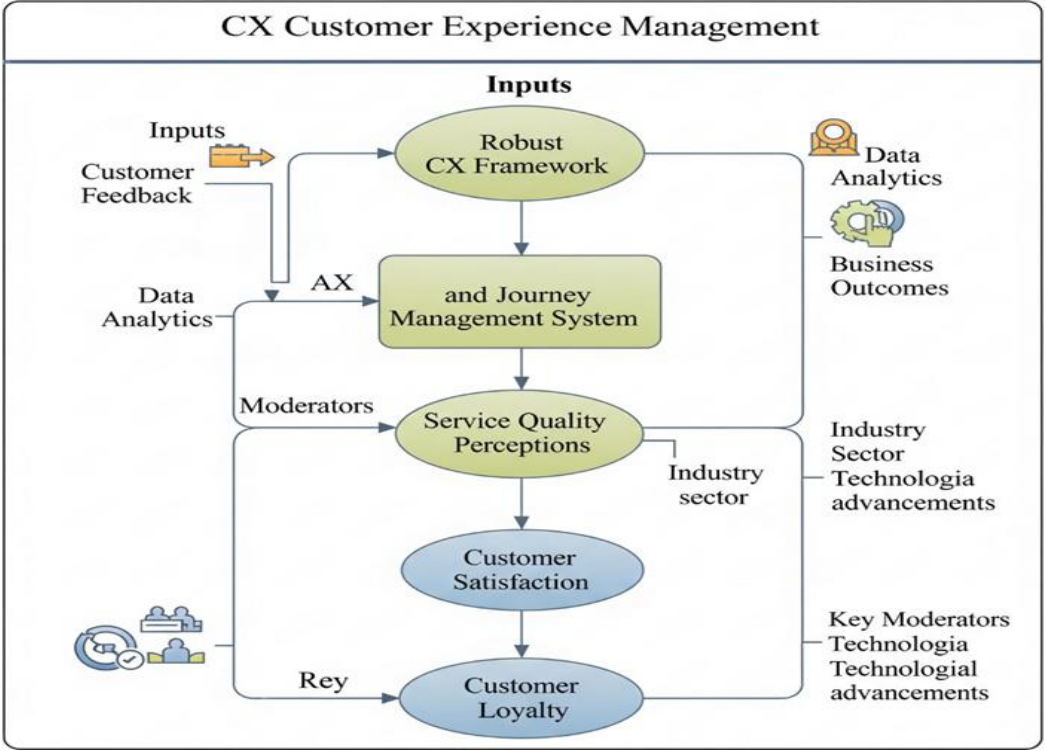 CX Customer Experience Management
Inputs
Inputs
Customer
Feedback
Robust
CX Framework
Data
Analytics
Business
Outcomes
Data
Analytics
AX
and Journey
Management System
Moderators
Service Quality
Perceptions
Industry
sector
Industry
Sector
Technologia
advancements
Customer
Satisfaction
Key Moderators
Technologia
Technologial
advancements
Rey
Customer
Loyalty